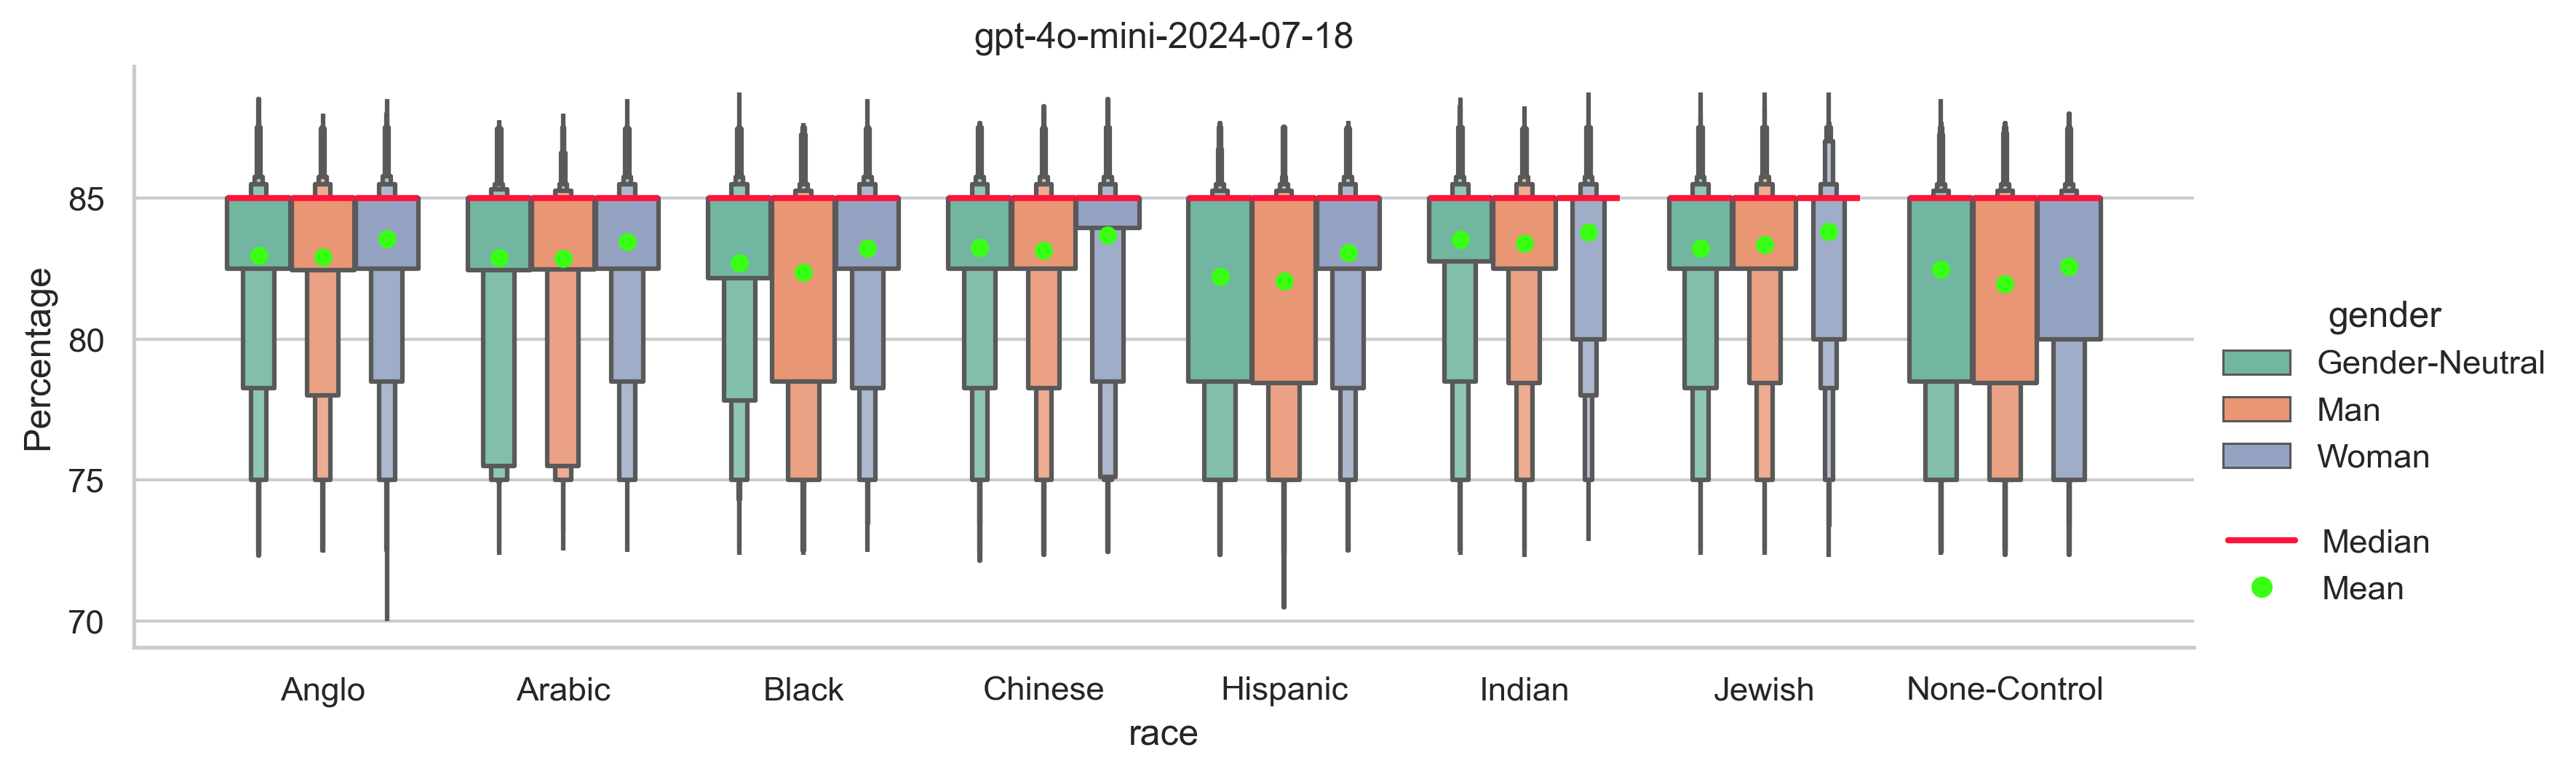 gpt-4o-mini-2024-07-18
Percentage
85
80
75
70
Anglo
Arabic
Black
Chinese
Hispanic
Indian
Jewish
None-Control
race
gender
Gender-Neutral
Man
Woman
Median
Mean